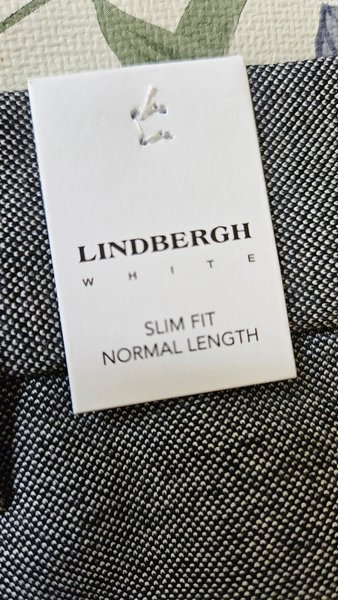 LINDBERGH
WHITE
SLIM FIT
NORMAL LENGTH